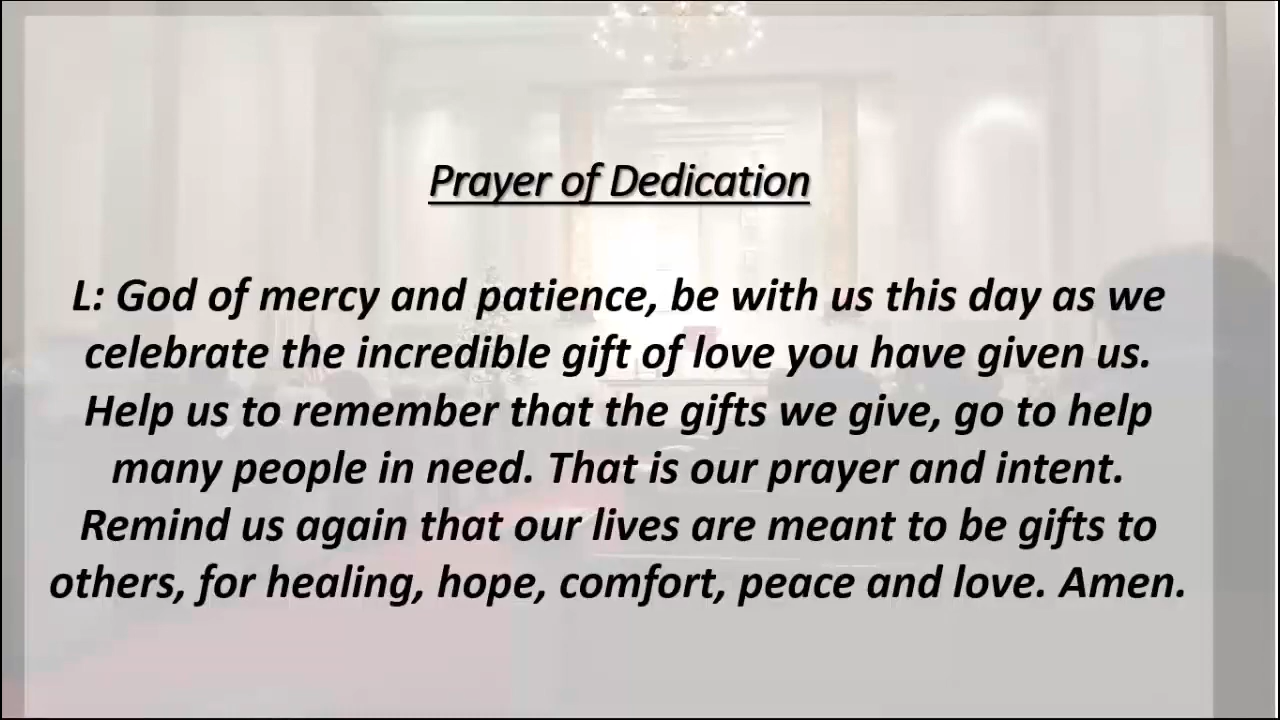 Prayer of Dedication
L: God of mercy and patience, be with us this day as we
celebrate the incredible gift of love you have given us.
Help us to remember that the gifts we give, go to help
many people in need. That is our prayer and intent.
Remind us again that our lives are meant to be gifts to
others, for healing, hope, comfort, peace and love. Amen.